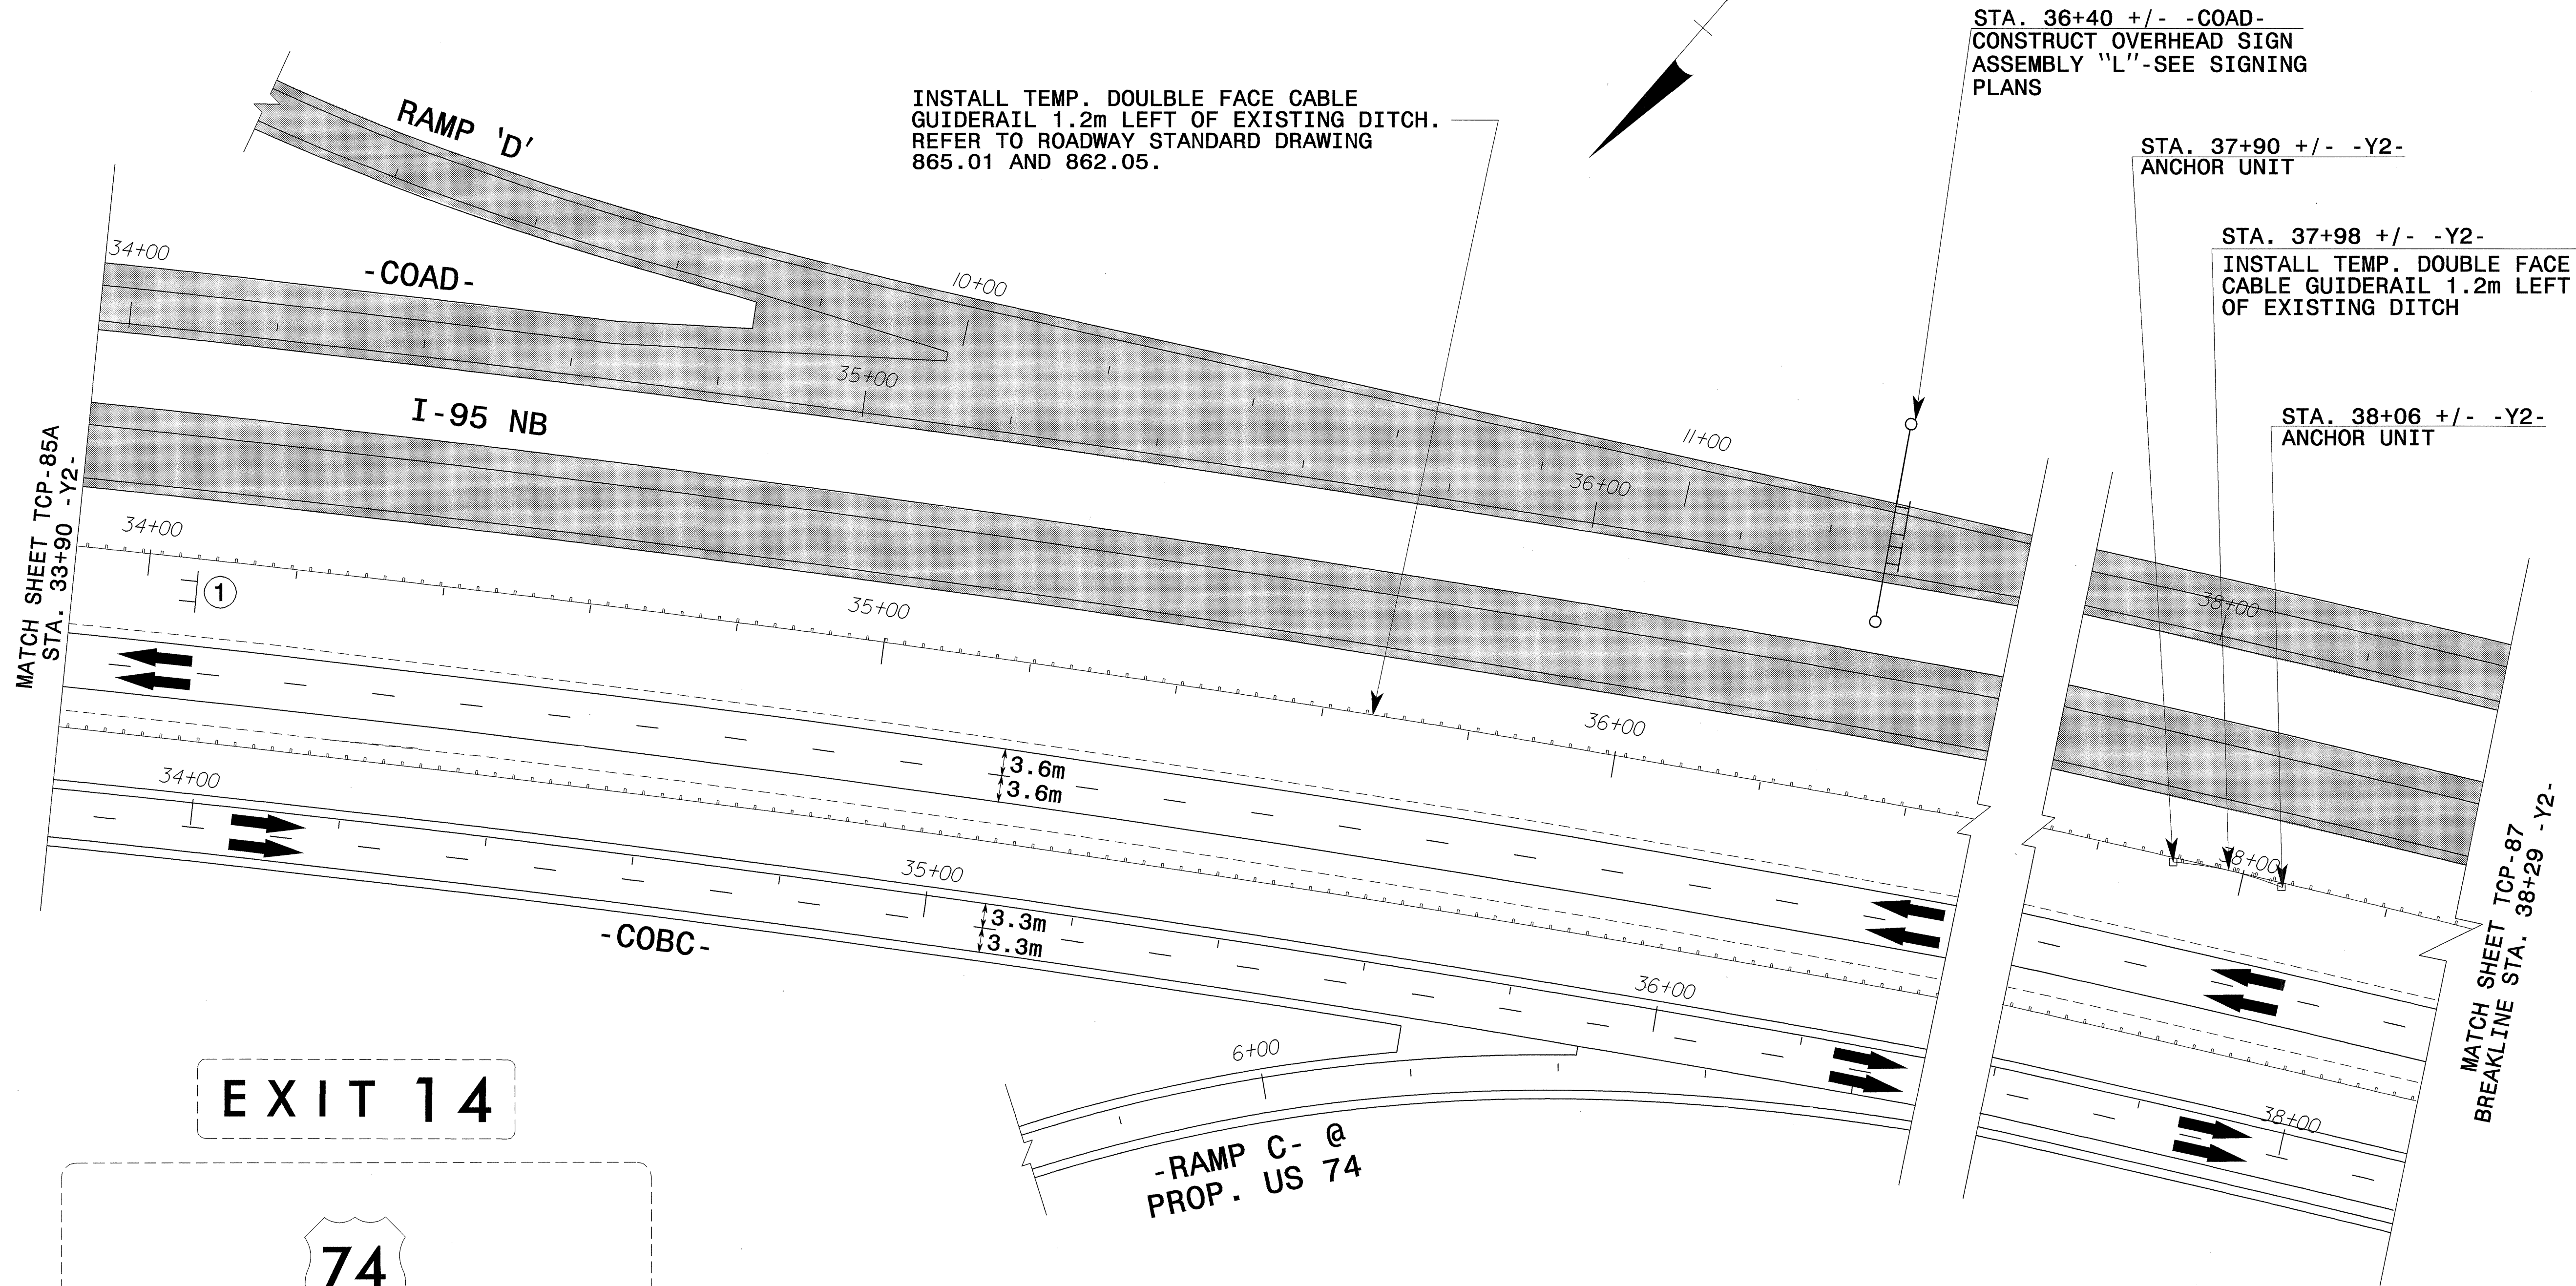 STA. 36+40 +/- -COAD-
CONSTRUCT OVERHEAD SIGN
ASSEMBLY "L"-SEE SIGNING
PLANS
INSTALL TEMP. DOULBLE FACE CABLE
GUIDERAIL 1.2m LEFT OF EXISTING DITCH.
REFER TO ROADWAY STANDARD DRAWING
865.01 AND 862.05.
STA. 37+90 +/- -Y2-
ANCHOR UNIT
STA. 37+98 +/- -Y2-
INSTALL TEMP. DOUBLE FACE
CABLE GUIDERAIL 1.2m LEFT
OF EXISTING DITCH
STA. 38+06 +/- -Y2-
ANCHOR UNIT
RAMP 'D'
34+00
-COAD-
10+00
35+00
I-95 NB
11+00
36+00
38+00
MATCH SHEET TCP-85A
STA. 33+90 -Y2-
34+00
1
35+00
36+00
38+00
3.6m
3.6m
34+00
35+00
3.3m
3.3m
-COBC-
36+00
38+00
MATCH SHEET TCP-87
BREAKLINE STA. 38+29 -Y2-
6+00
-RAMP C- @
PROP. US 74
EXIT 14
74